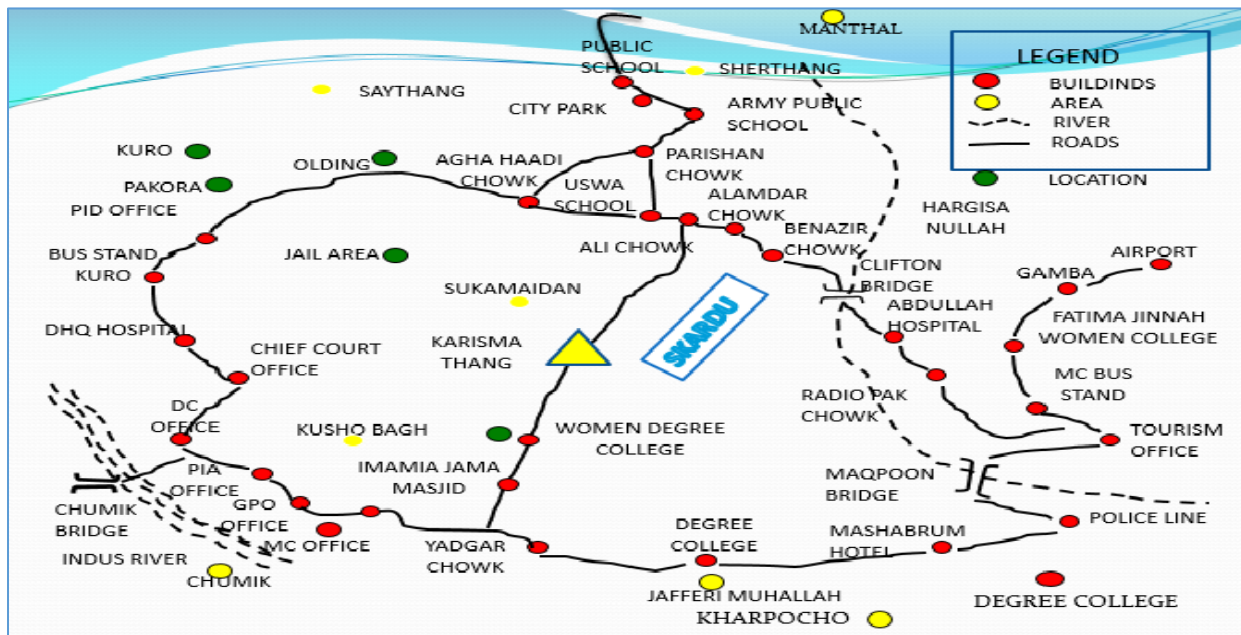 MANTHAL
PUBLIC
SCHOOL
SHERTHANG
SAYTHANG
CITY PARK
ARMY PUBLIC
SCHOOL
LEGEND
BUILDINDS
AREA
RIVER
ROADS
LOCATION
KURO
OLDING
AGHA HAADI
CHOWK
PARISHAN
CHOWK
PAKORA
USWA
SCHOOL
ALAMDAR
CHOWK
HARGISA
NULLAH
PID OFFICE
BUS STAND
KURO
JAIL AREA
ALI CHOWK
BENAZIR
CHOWK
CLIFTON
BRIDGE
AIRPORT
GAMBA
SUKAMAIDAN
SKARDU
ABDULLAH
HOSPITAL
FATIMA JINNAH
WOMEN COLLEGE
DHQ HOSPITAL
CHIEF COURT
OFFICE
KARISMA
THANG
MC BUS
STAND
RADIO PAK
CHOWK
DC
OFFICE
KUSHO BAGH
WOMEN DEGREE
COLLEGE
TOURISM
OFFICE
PIA
OFFICE
IMAMIA JAMA
MASJID
MAQPOON
BRIDGE
CHUMIK
BRIDGE
GPO
OFFICE
MC OFFICE
POLICE LINE
INDUS RIVER
YADGAR
CHOWK
DEGREE
COLLEGE
MASHABRUM
HOTEL
CHUMIK
JAFFERI MUHALLAH
KHARPOCHO
DEGREE COLLEGE